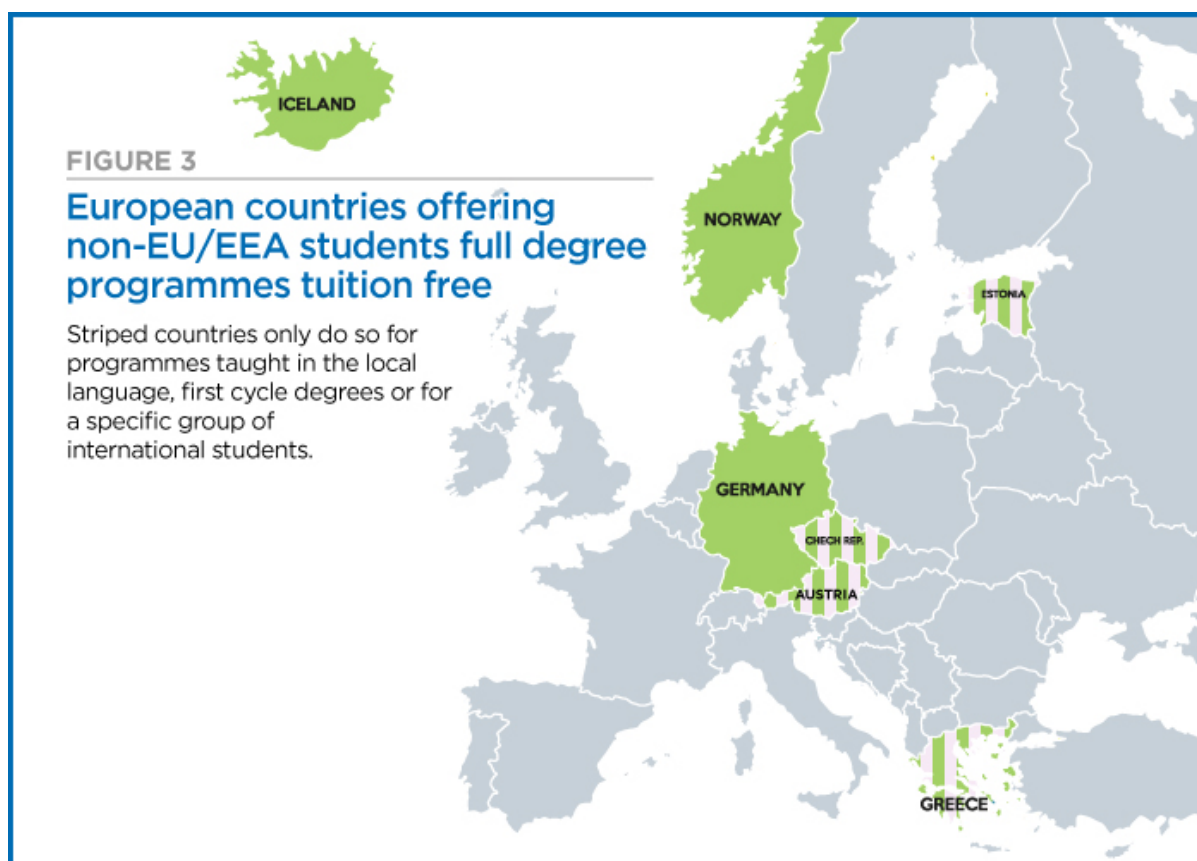 ICELAND
FIGURE 3
European countries offering
non-EU/EEA students full degree
programmes tuition free
Striped countries only do so for
programmes taught in the local
language, first cycle degrees or for
a specific group of
international students.
NORWAY
ESTONIA
GERMANY
CHECH REP.
AUSTRIA
GREECE